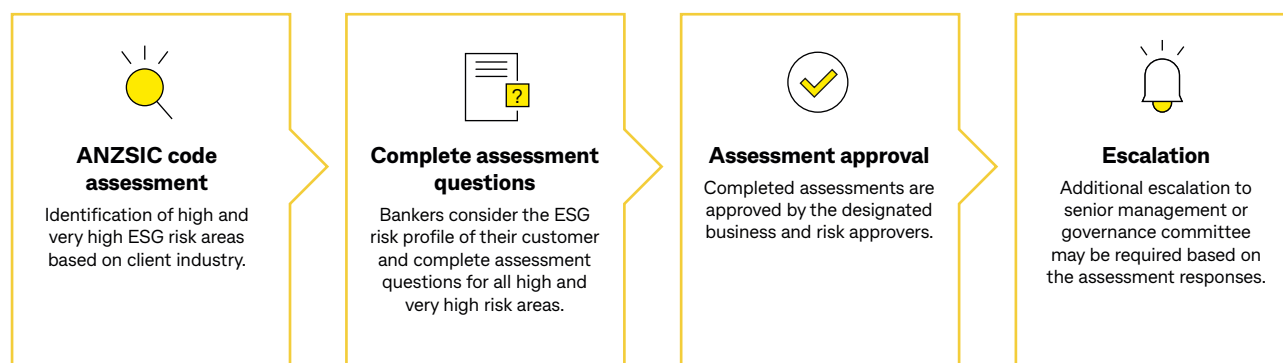 ?
ANZSIC code
assessment
Identification of high and
very high ESG risk areas
based on client industry.
Complete assessment
questions
Bankers consider the ESG
risk profile of their customer
and complete assessment
questions for all high and
very high risk areas.
Assessment approval
Completed assessments are
approved by the designated
business and risk approvers.
Escalation
Additional escalation to
senior management or
governance committee
may be required based on
the assessment responses.